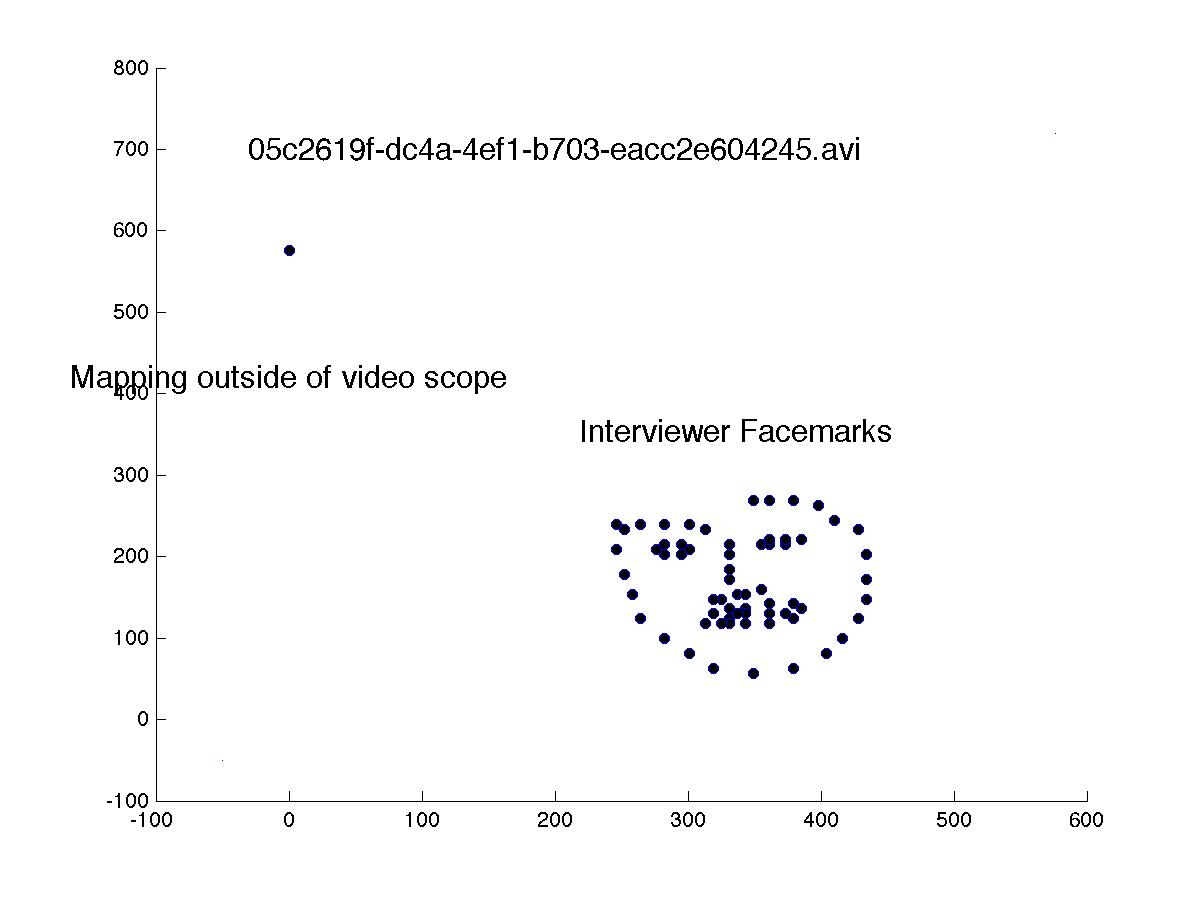 800
700
05c2619f-dc4a-4ef1-b703-eacc2e604245.avi
600
500
Mapping outside of video scope
400
Interviewer Facemarks
300
200
100
0
-100
-100 0 100 200 300 400 500 600